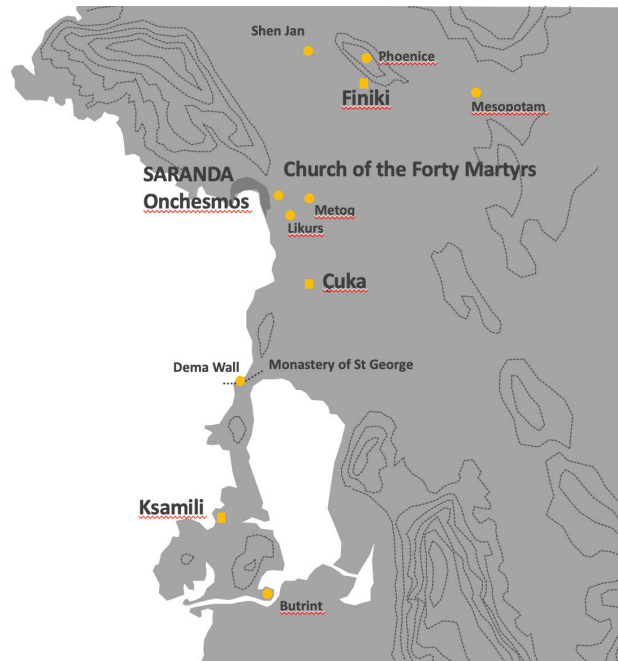 Shen Jan
Phoenice
Finiki
Mesopotam
SARANDA
Onchesmos
Church of the Forty Martyrs
Metoq
Likurs
Cuka
Dema Wall
Monastery of St George
Ksamili
Butrint